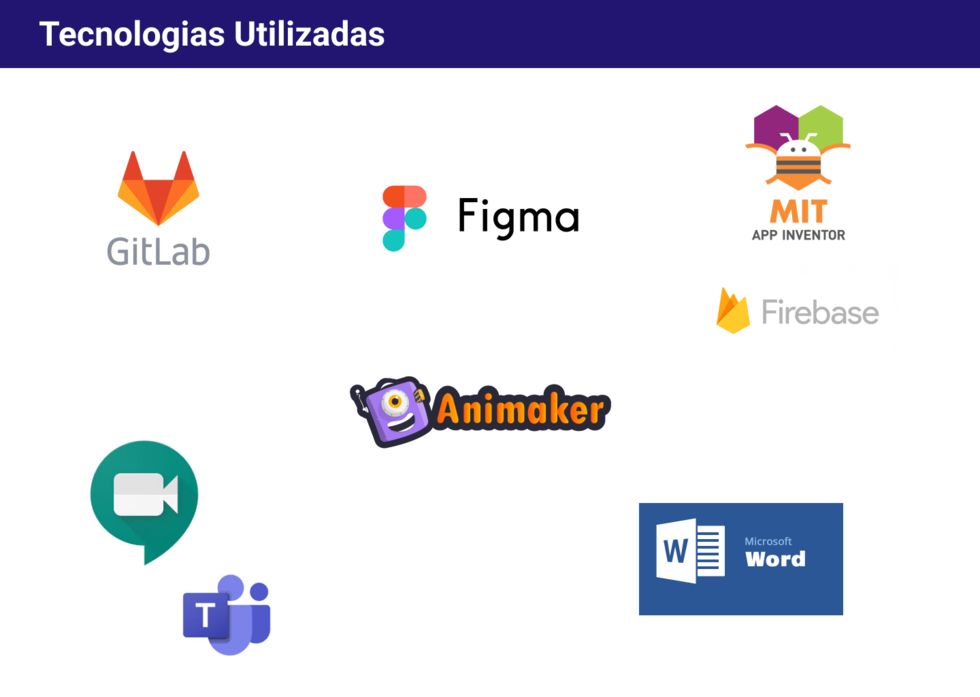 Tecnologias Utilizadas
GitLab
Figma
MIT
APP INVENTOR
Firebase
Animaker
W
Microsoft
Word
T